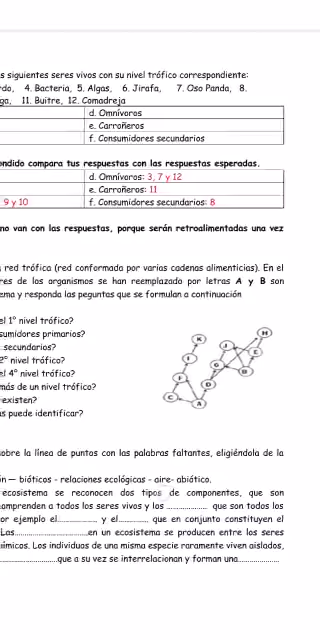 s siguientes seres vivos con su nivel trófico correspondiente:
rdo, 4. Bacteria, 5. Algas, 6. Jirafa, 7. Oso Panda, 8.
ga, 11. Buitre, 12. Comadreja
d. Omnívoros
e. Carroñeros
f. Consumidores secundarios
ondido compara tus respuestas con las respuestas esperadas.
d. Omnívoros: 3, 7 y 12
e. Carroñeros: 11
9 y 10 f. Consumidores secundarios: 8
no van con las respuestas, porque serán retroalimentadas una vez
red trófica (red conformada por varias cadenas alimenticias). En el
res de los organismos se han reemplazado por letras A y B son
ema y responda las peguntas que se formulan a continuación
el 1° nivel trófico?
sumidores primarios?
secundarios?
2° nivel trófico?
el 4° nivel trófico?
más de un nivel trófico?
existen?
as puede identificar?
K
J
H
E
I
G
B
F
D
C
A
sobre la línea de puntos con las palabras faltantes, eligiéndola de la
ón — bióticos - relaciones ecológicas - aire- abiótico.
ecosistema se reconocen dos tipos de componentes, que son
comprenden a todos los seres vivos y los .................. que son todos los
or ejemplo el.................. y el.............. que en conjunto constituyen el
Las..................................en un ecosistema se producen entre los seres
uímicos. Los individuos de una misma especie raramente viven aislados,
...........................que a su vez se interrelacionan y forman una...................